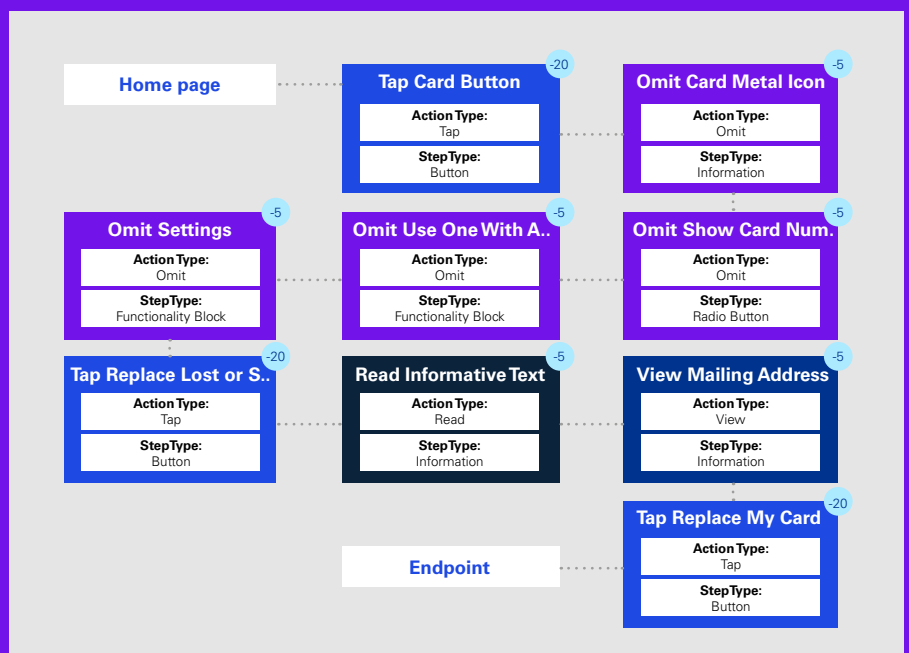 Home page
-20
Tap Card Button
Action Type:
Tap
Step Type:
Button
-5
Omit Card Metal Icon
Action Type:
Omit
Step Type:
Information
-5
Omit Settings
Action Type:
Omit
Step Type:
Functionality Block
-5
Omit Use One With A..
Action Type:
Omit
Step Type:
Functionality Block
-5
Omit Show Card Num.
Action Type:
Omit
Step Type:
Radio Button
-20
Tap Replace Lost or S..
Action Type:
Tap
Step Type:
Button
-5
Read Informative Text
Action Type:
Read
Step Type:
Information
-5
View Mailing Address
Action Type:
View
Step Type:
Information
-20
Tap Replace My Card
Action Type:
Tap
Step Type:
Button
Endpoint